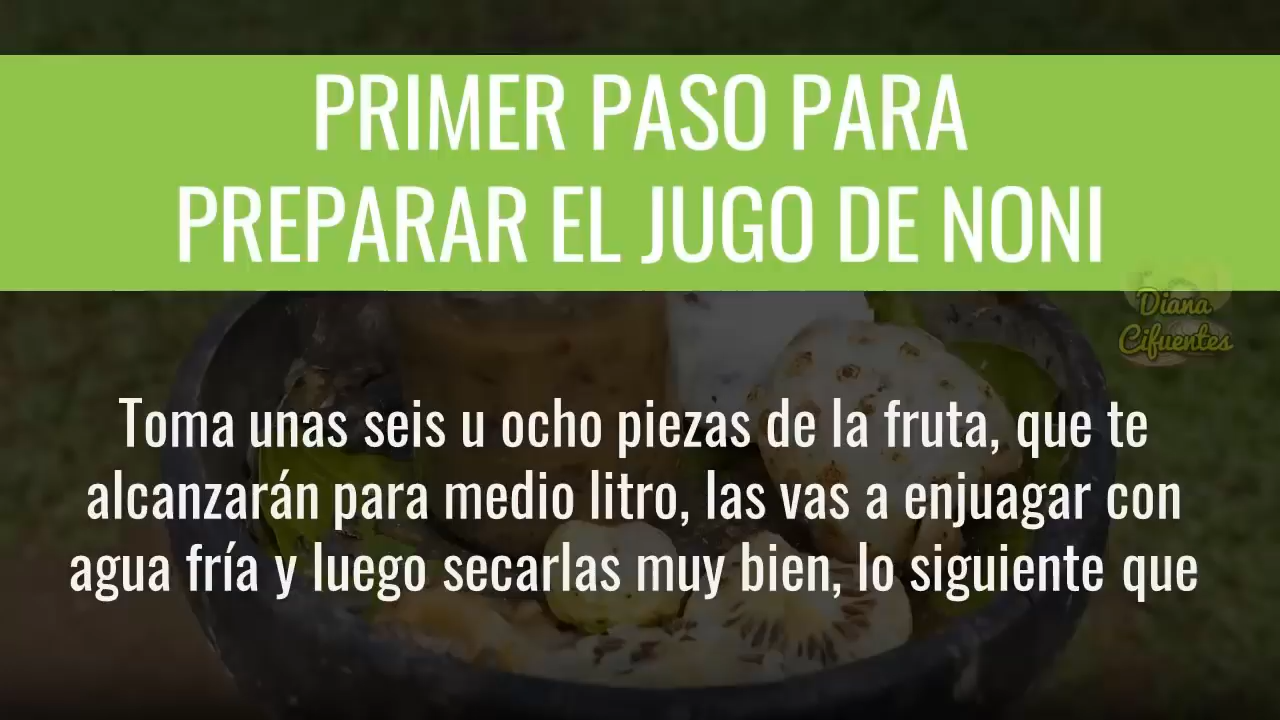 PRIMER PASO PARA
PREPARAR EL JUGO DE NONI
Diana
Cifuentes
Toma unas seis u ocho piezas de la fruta, que te
alcanzarán para medio litro, las vas a enjuagar con
agua fría y luego secarlas muy bien, lo siguiente que